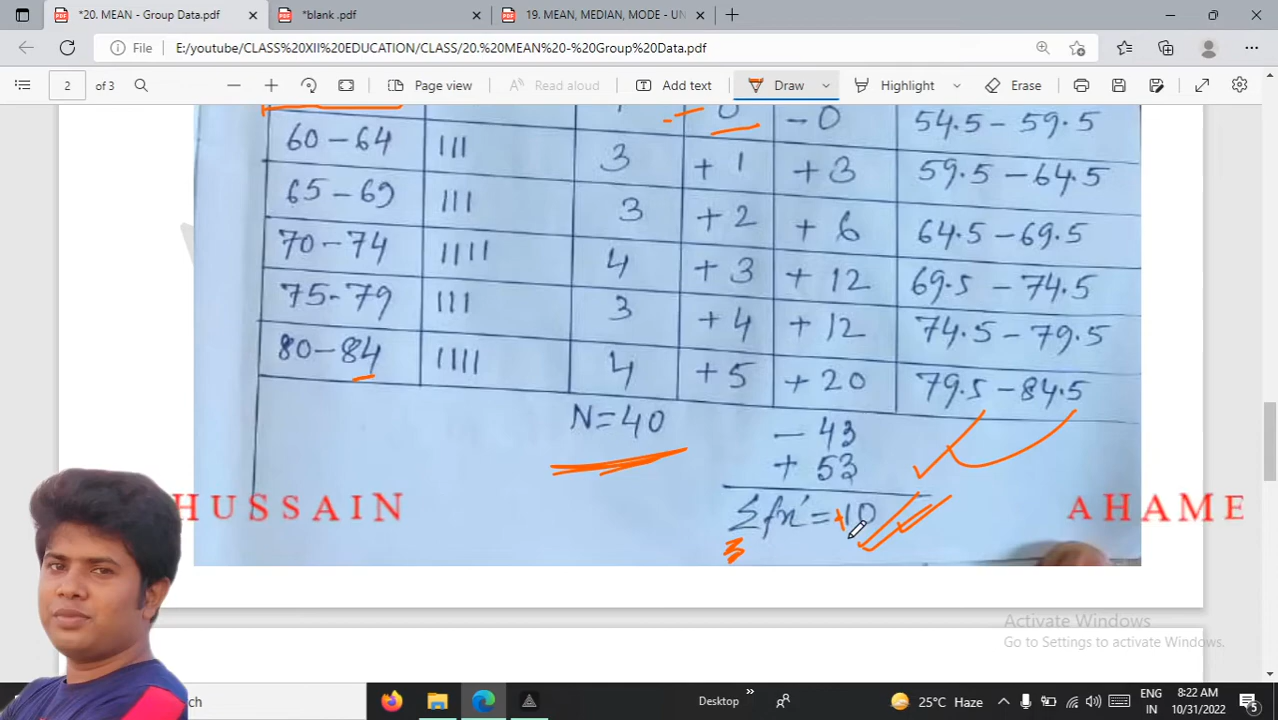 *20. MEAN - Group Data.pdf
*blank .pdf
19. MEAN, MEDIAN, MODE - UN
File
E:/youtube/CLASS%20XII%20EDUCATION/CLASS/20.%20MEAN%20-%20Group%20Data.pdf
2 of 3
Page view
Read aloud
Add text
Draw
Highlight
Erase
0 - 0 54.5 - 59.5
60 - 64 3 + 1 + 3 59.5 - 64.5
65 - 69 3 + 2 + 6 64.5 - 69.5
70 - 74 4 + 3 + 12 69.5 - 74.5
75 - 79 3 + 4 + 12 74.5 - 79.5
80 - 84 4 + 5 + 20 79.5 - 84.5
N = 40
- 43
+ 53
Σfx' = +10
HUSSAIN AHAME
Activate Windows
Go to Settings to activate Windows.
Desktop
25°C Haze
ENG
IN
8:22 AM
10/31/2022
5